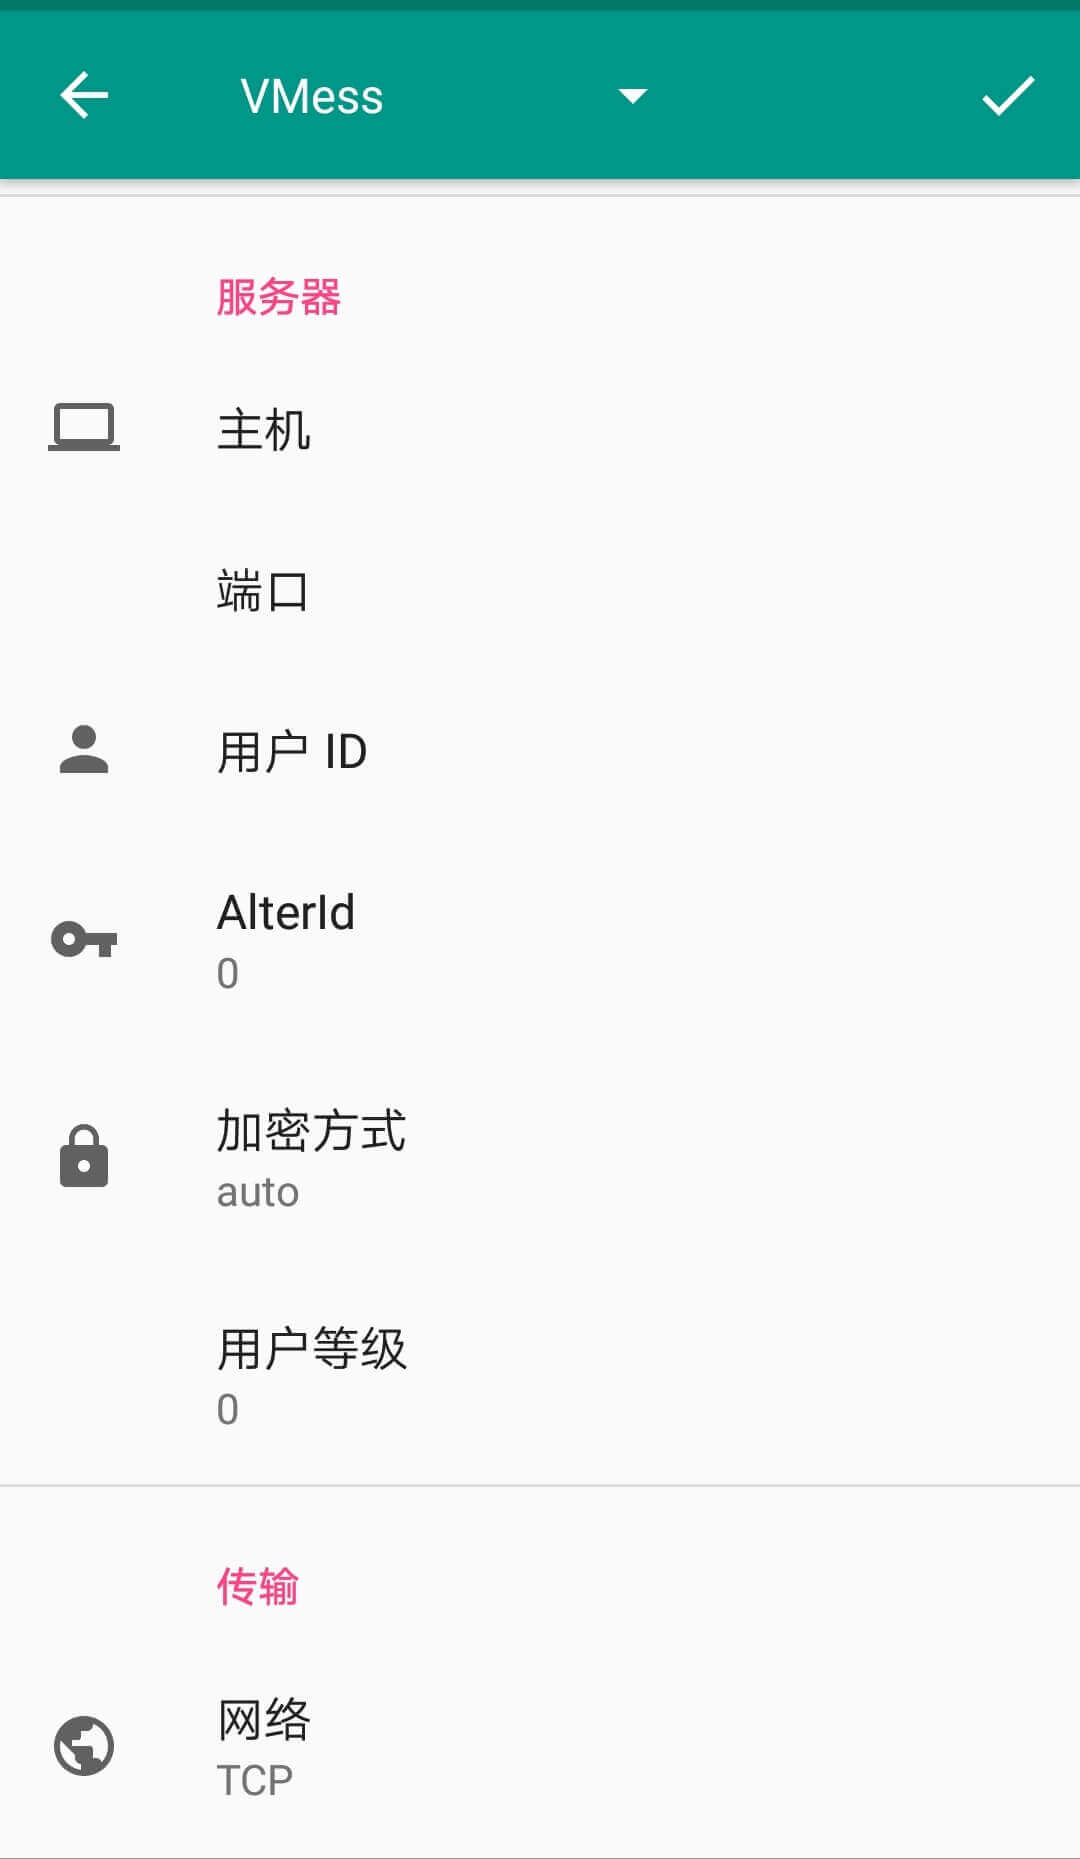 VMess
服务器
主机
端口
用户 ID
AlterId
0
加密方式
auto
用户等级
0
传输
网络
TCP